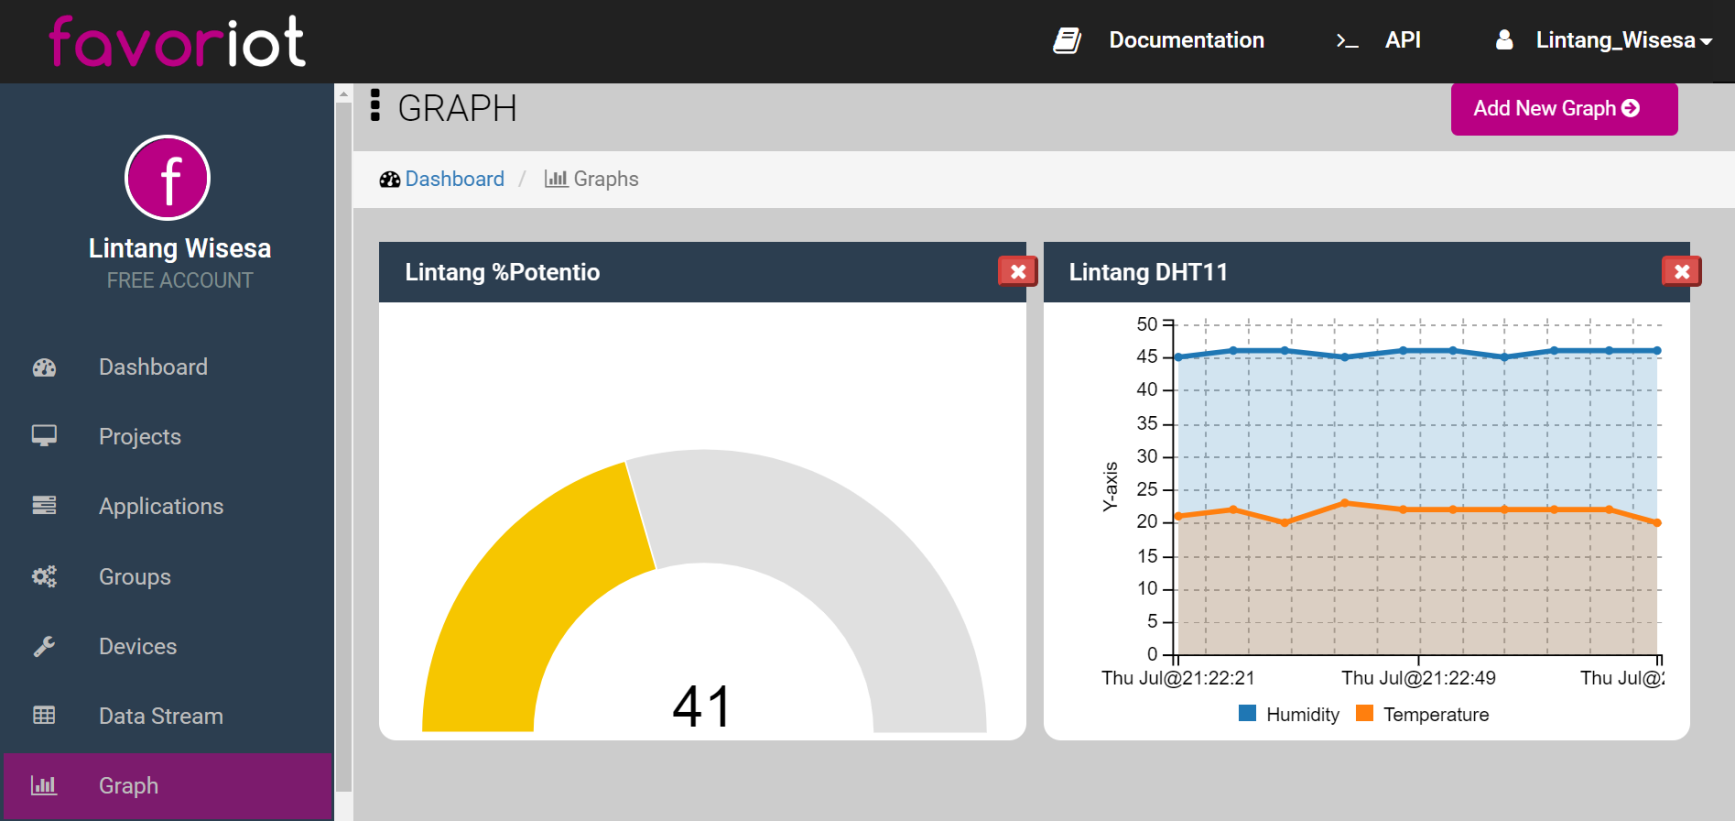 favoriot
Documentation
>_ API
Lintang_Wisesa
f
Lintang Wisesa
FREE ACCOUNT
Dashboard
Projects
Applications
Groups
Devices
Data Stream
Graph
GRAPH
Add New Graph
Dashboard / Graphs
Lintang %Potentio
41
Lintang DHT11
50
45
40
35
30
25
20
15
10
5
0
Y-axis
Thu Jul@21:22:21 Thu Jul@21:22:49 Thu Jul@
Humidity Temperature